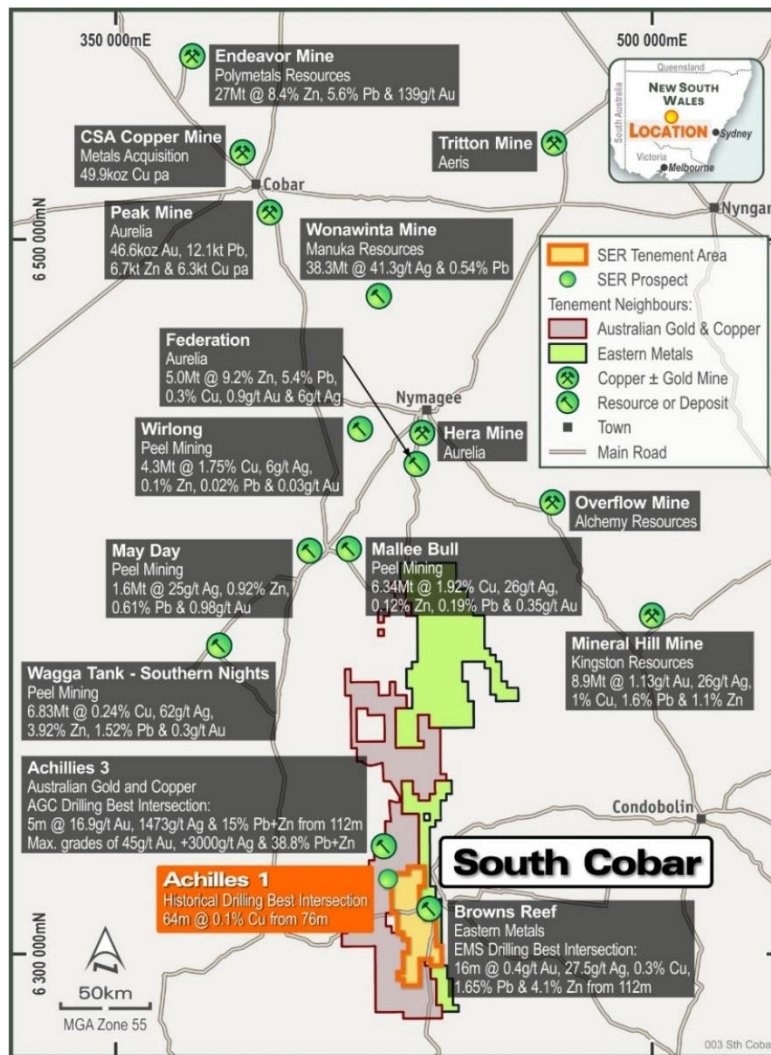 350 000mE
500 000mE
Endeavor Mine
Polymetals Resources
27Mt @ 8.4% Zn, 5.6% Pb & 139g/t Au
Queensland
NEW SOUTH
WALES
LOCATION
South Australia
Sydney
Victoria
Melbourne
CSA Copper Mine
Metals Acquisition
49.9koz Cu pa
Tritton Mine
Aeris
Cobar
Nyngan
Peak Mine
Aurelia
46.6koz Au, 12.1kt Pb,
6.7kt Zn & 6.3kt Cu pa
Wonawinta Mine
Manuka Resources
38.3Mt @ 41.3g/t Ag & 0.54% Pb
6 500 000mN
SER Tenement Area
SER Prospect
Tenement Neighbours:
Australian Gold & Copper
Eastern Metals
Copper ± Gold Mine
Resource or Deposit
Town
Main Road
Federation
Aurelia
5.0Mt @ 9.2% Zn, 5.4% Pb,
0.3% Cu, 0.9g/t Au & 6g/t Ag
Nymagee
Wirlong
Peel Mining
4.3Mt @ 1.75% Cu, 6g/t Ag,
0.1% Zn, 0.02% Pb & 0.03g/t Au
Hera Mine
Aurelia
Overflow Mine
Alchemy Resources
May Day
Peel Mining
1.6Mt @ 25g/t Ag, 0.92% Zn,
0.61% Pb & 0.98g/t Au
Mallee Bull
Peel Mining
6.34Mt @ 1.92% Cu, 26g/t Ag,
0.12% Zn, 0.19% Pb & 0.35g/t Au
Mineral Hill Mine
Kingston Resources
8.9Mt @ 1.13g/t Au, 26g/t Ag,
1% Cu, 1.6% Pb & 1.1% Zn
Wagga Tank - Southern Nights
Peel Mining
6.83Mt @ 0.24% Cu, 62g/t Ag,
3.92% Zn, 1.52% Pb & 0.3g/t Au
Achillies 3
Australian Gold and Copper
AGC Drilling Best Intersection:
5m @ 16.9g/t Au, 1473g/t Ag & 15% Pb+Zn from 112m
Max. grades of 45g/t Au, +3000g/t Ag & 38.8% Pb+Zn
Condobolin
South Cobar
Achilles 1
Historical Drilling Best Intersection
64m @ 0.1% Cu from 76m
Browns Reef
Eastern Metals
EMS Drilling Best Intersection:
16m @ 0.4g/t Au, 27.5g/t Ag, 0.3% Cu,
1.65% Pb & 4.1% Zn from 112m
6 300 000mN
N
50km
MGA Zone 55
003 Sth Cobar